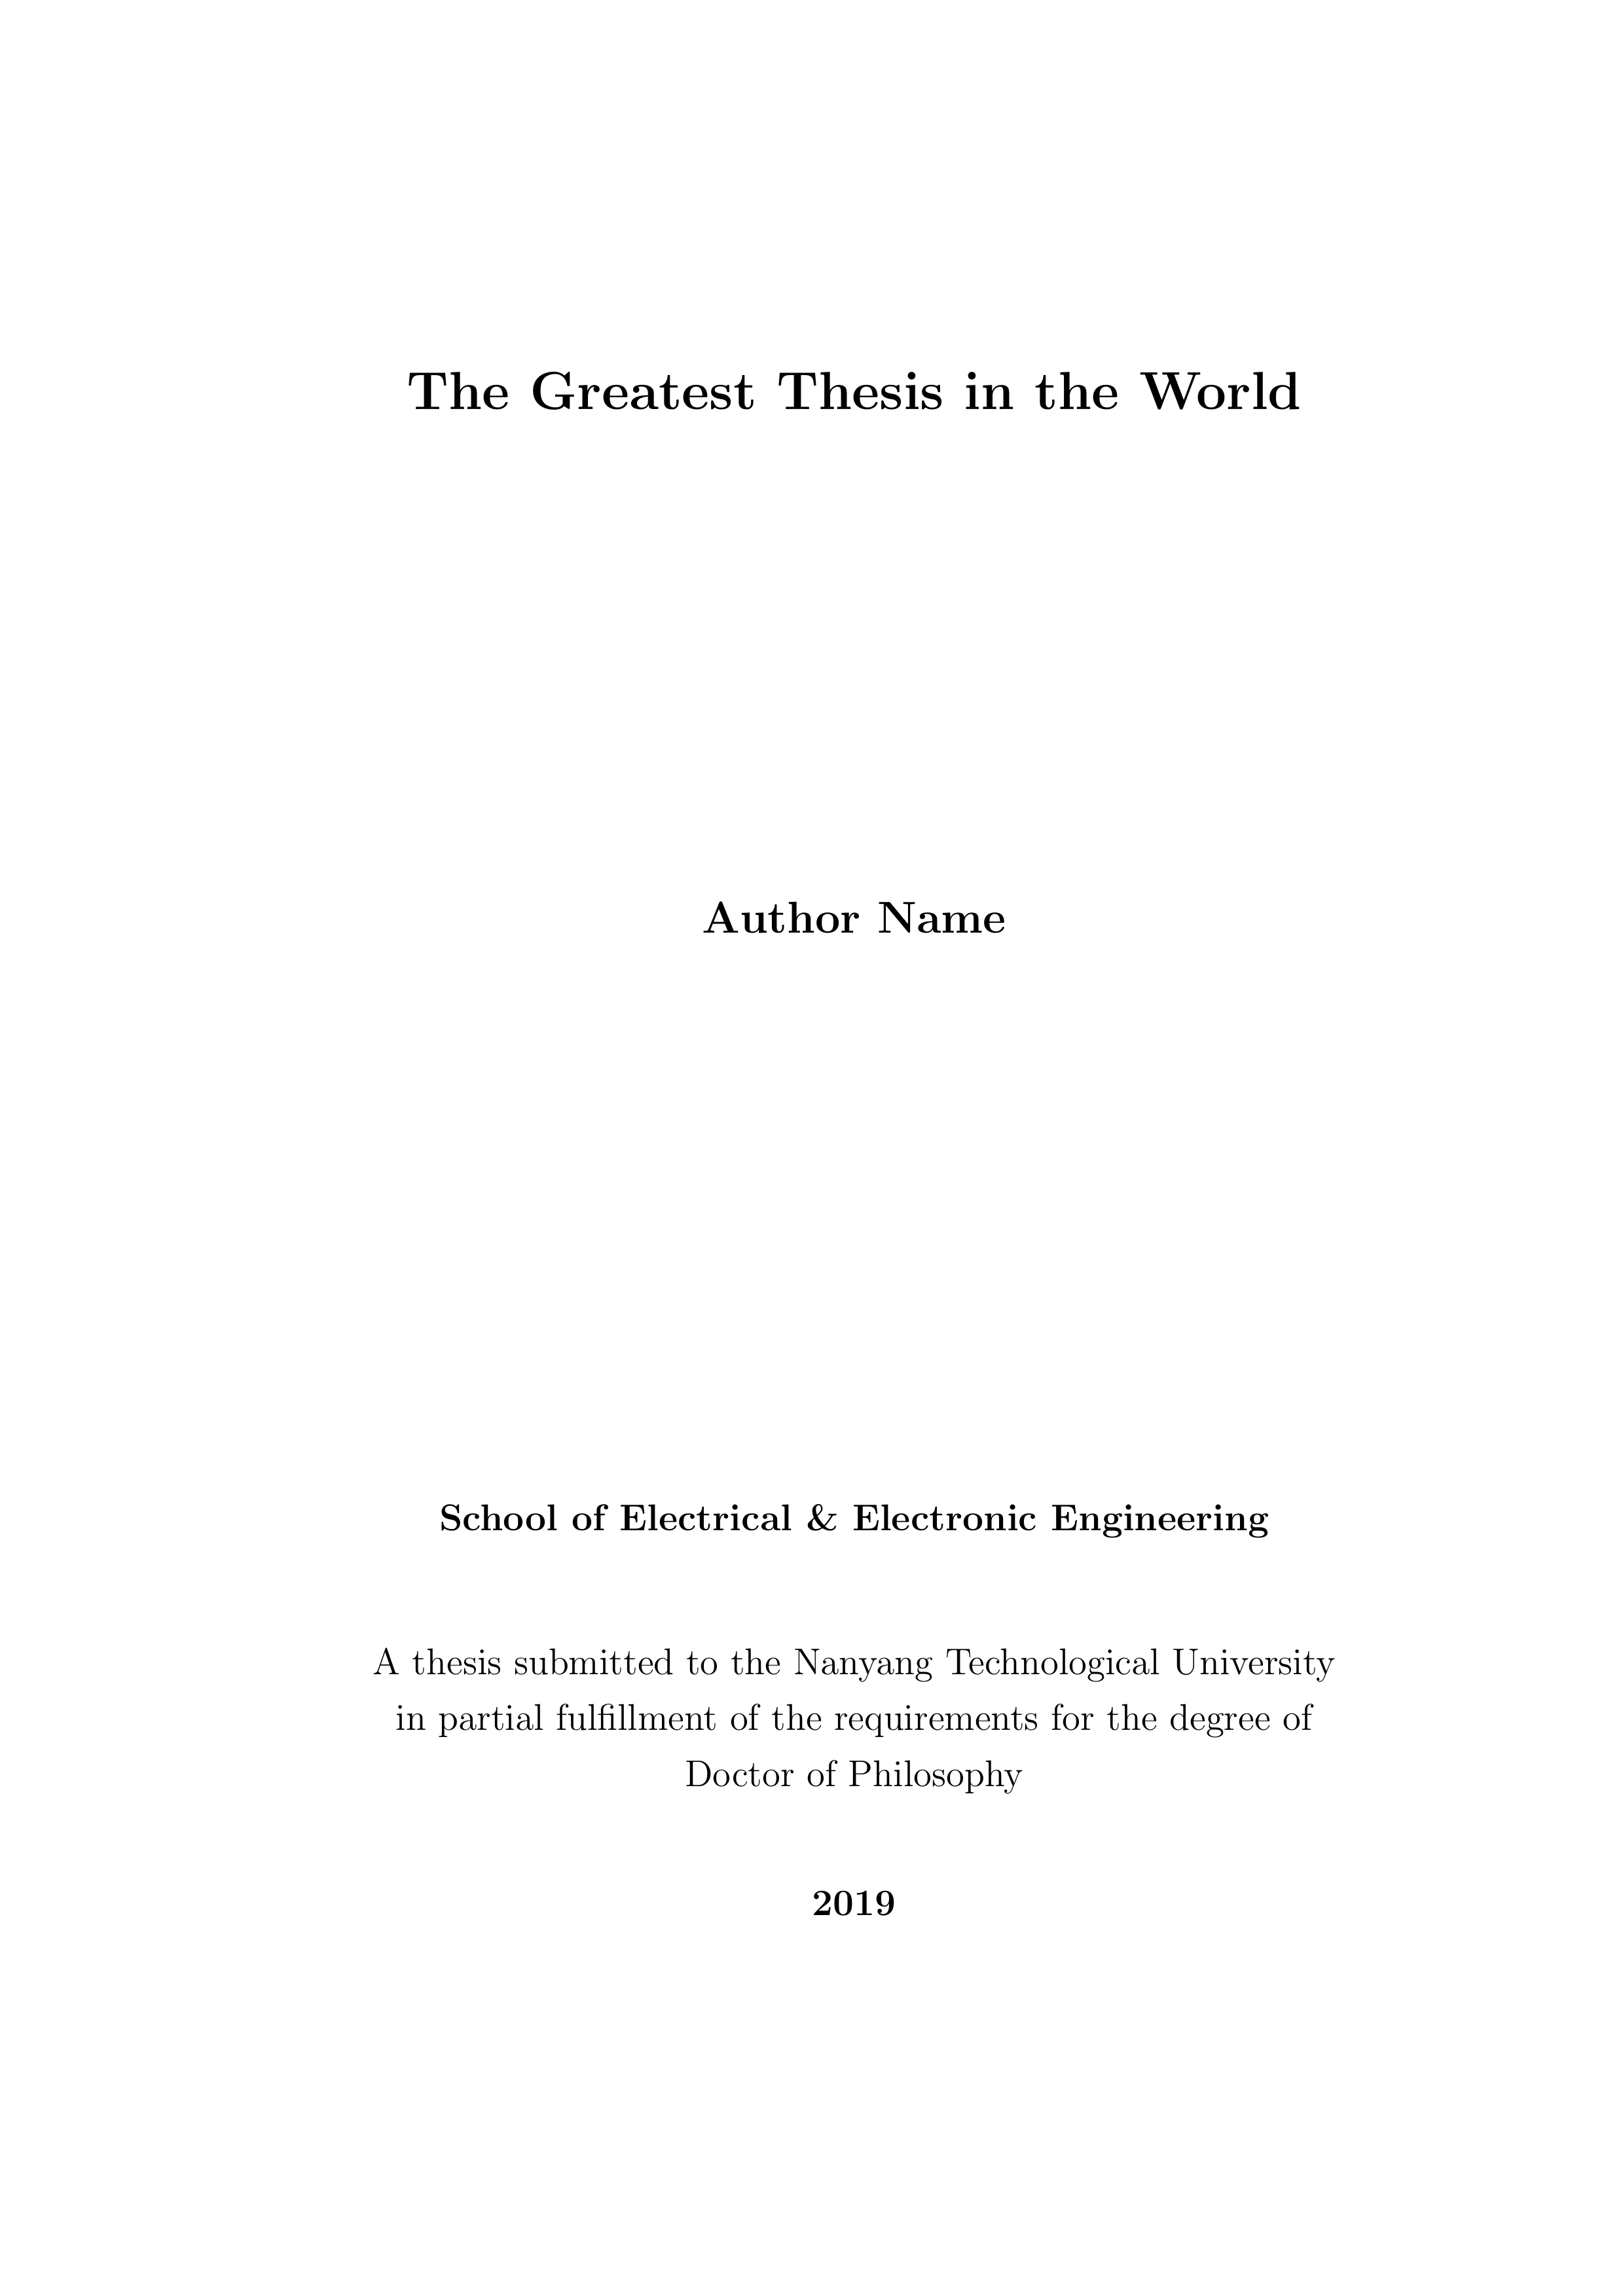 The Greatest Thesis in the World
Author Name
School of Electrical & Electronic Engineering
A thesis submitted to the Nanyang Technological University
in partial fulfillment of the requirements for the degree of
Doctor of Philosophy
2019